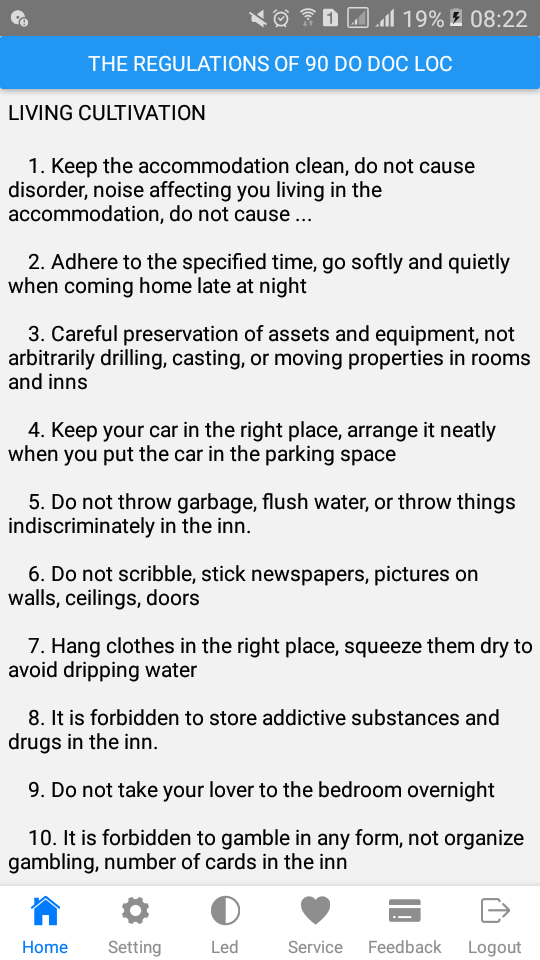 19% 08:22
THE REGULATIONS OF 90 DO DOC LOC
LIVING CULTIVATION
1. Keep the accommodation clean, do not cause
disorder, noise affecting you living in the
accommodation, do not cause ...
2. Adhere to the specified time, go softly and quietly
when coming home late at night
3. Careful preservation of assets and equipment, not
arbitrarily drilling, casting, or moving properties in rooms
and inns
4. Keep your car in the right place, arrange it neatly
when you put the car in the parking space
5. Do not throw garbage, flush water, or throw things
indiscriminately in the inn.
6. Do not scribble, stick newspapers, pictures on
walls, ceilings, doors
7. Hang clothes in the right place, squeeze them dry to
avoid dripping water
8. It is forbidden to store addictive substances and
drugs in the inn.
9. Do not take your lover to the bedroom overnight
10. It is forbidden to gamble in any form, not organize
gambling, number of cards in the inn
Home Setting Led Service Feedback Logout